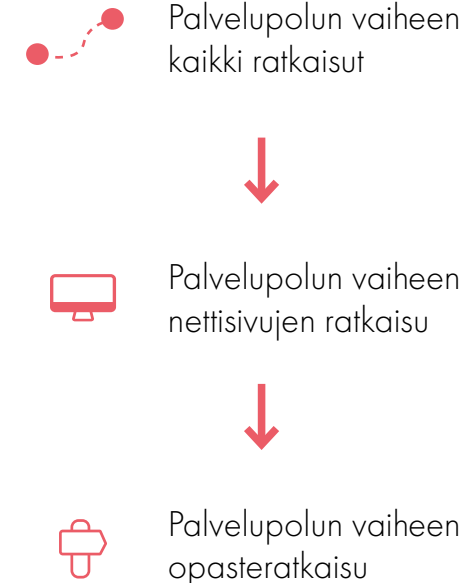 Palvelupolun vaiheen
kaikki ratkaisut
Palvelupolun vaiheen
nettisivujen ratkaisu
Palvelupolun vaiheen
opasteratkaisu